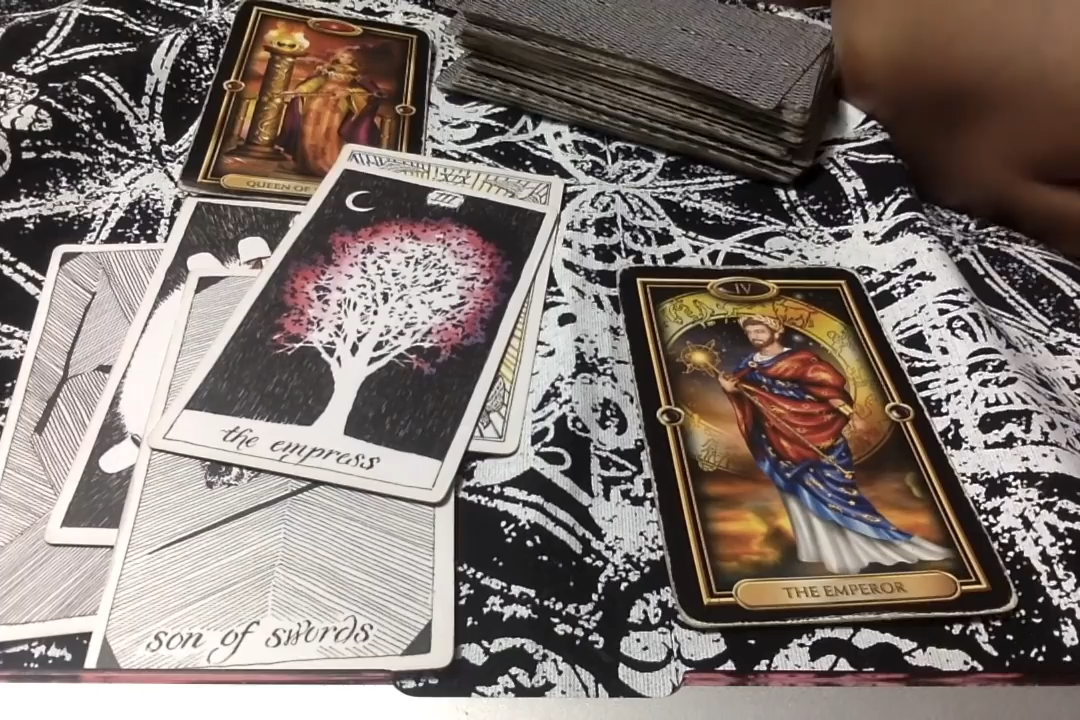 QUEEN OF
III
the empress
IV
THE EMPEROR
son of swords